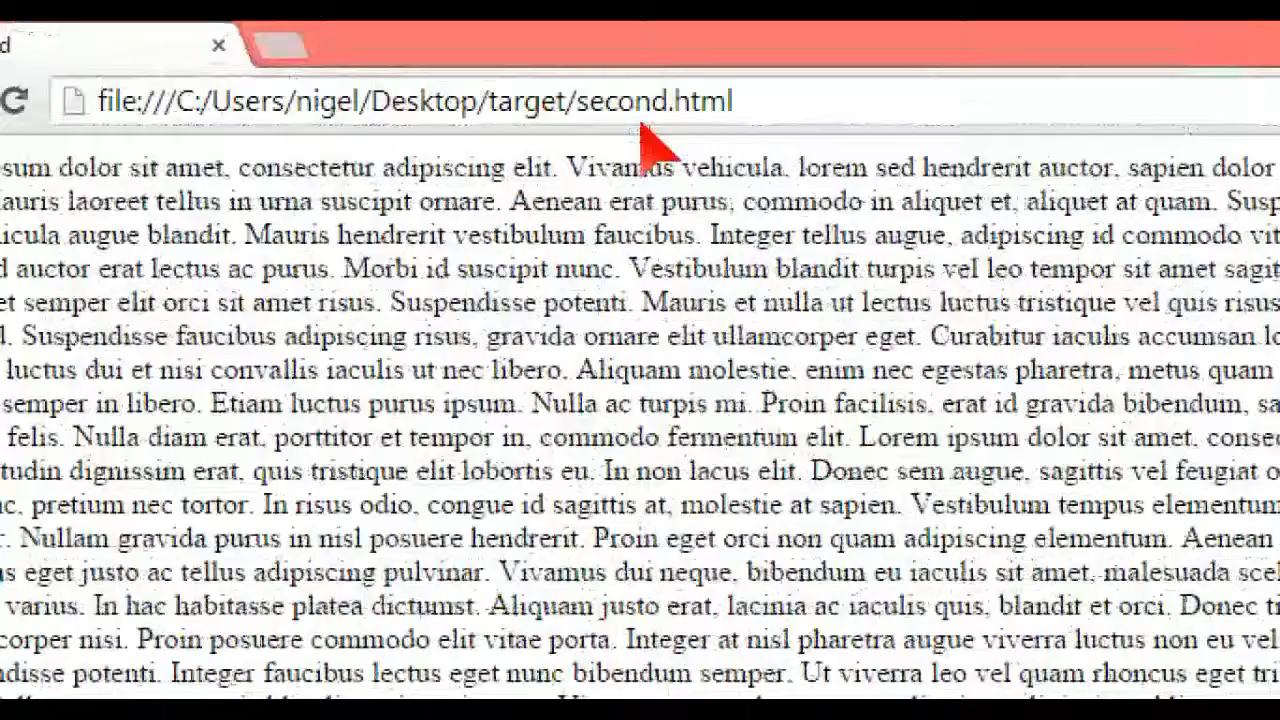 d
file:///C:/Users/nigel/Desktop/target/second.html
sum dolor sit amet, consectetur adipiscing elit. Vivamus vehicula, lorem sed hendrerit auctor, sapien dolor
auris laoreet tellus in urna suscipit ornare. Aenean erat purus, commodo in aliquet et, aliquet at quam. Susp
icula augue blandit. Mauris hendrerit vestibulum faucibus. Integer tellus augue, adipiscing id commodo vit
d auctor erat lectus ac purus. Morbi id suscipit nunc. Vestibulum blandit turpis vel leo tempor sit amet sagit
et semper elit orci sit amet risus. Suspendisse potenti. Mauris et nulla ut lectus luctus tristique vel quis risus
l. Suspendisse faucibus adipiscing risus, gravida ornare elit ullamcorper eget. Curabitur iaculis accumsan lo
luctus dui et nisi convallis iaculis ut nec libero. Aliquam molestie, enim nec egestas pharetra, metus quam
semper in libero. Etiam luctus purus ipsum. Nulla ac turpis mi. Proin facilisis, erat id gravida bibendum, sa
felis. Nulla diam erat, porttitor et tempor in, commodo fermentum elit. Lorem ipsum dolor sit amet, consec
itudin dignissim erat, quis tristique elit lobortis eu. In non lacus elit. Donec sem augue, sagittis vel feugiat o
c, pretium nec tortor. In risus odio, congue id sagittis at, molestie at sapien. Vestibulum tempus elementum
r. Nullam gravida purus in nisl posuere hendrerit. Proin eget orci non quam adipiscing elementum. Aenean
s eget justo ac tellus adipiscing pulvinar. Vivamus dui neque, bibendum eu iaculis sit amet, malesuada scel
varius. In hac habitasse platea dictumst. Aliquam justo erat, lacinia ac iaculis quis, blandit et orci. Donec ti
corper nisi. Proin posuere commodo elit vitae porta. Integer at nisl pharetra augue viverra luctus non eu vel
ndisse potenti. Integer faucibus lectus eget nunc bibendum semper. Ut viverra leo vel quam rhoncus eget tri